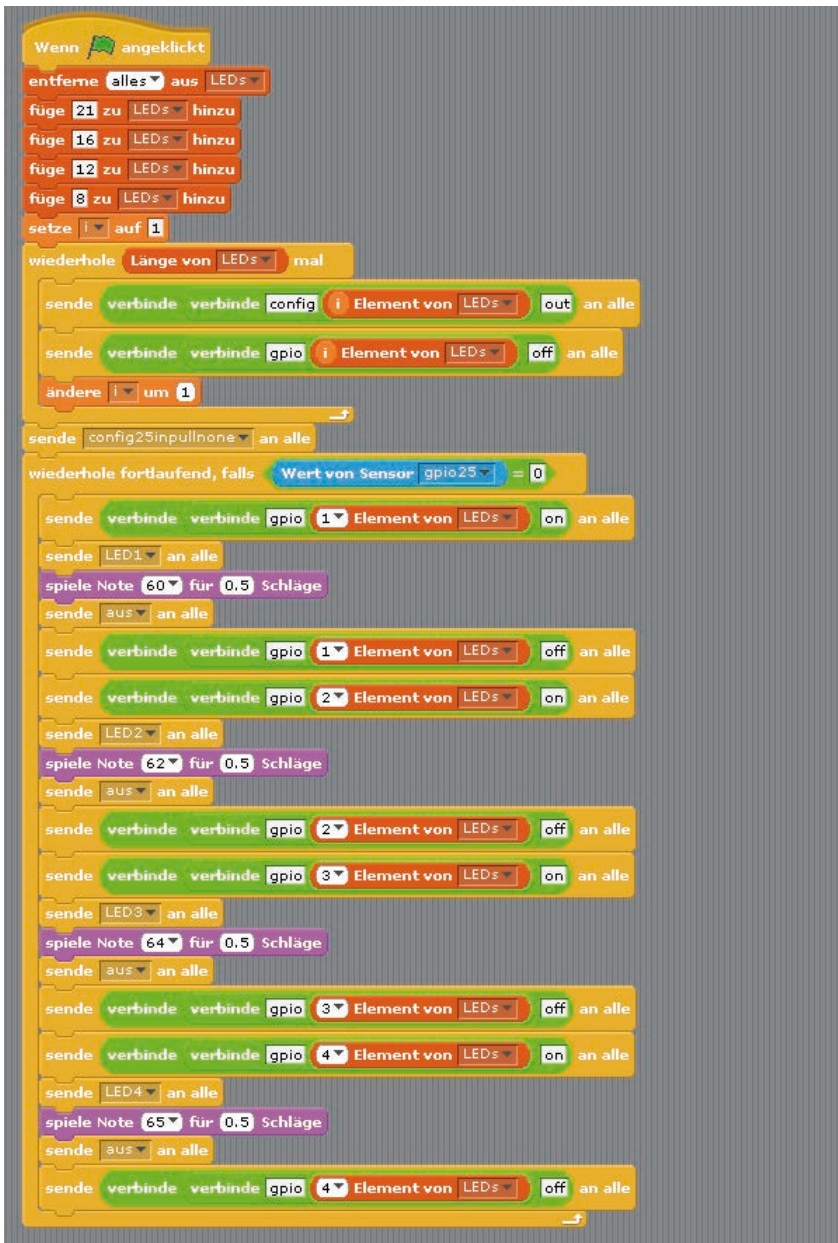 Wenn angeklickt
entferne alles aus LEDs
füge 21 zu LEDs hinzu
füge 16 zu LEDs hinzu
füge 12 zu LEDs hinzu
füge 8 zu LEDs hinzu
setze i auf 1
wiederhole Länge von LEDs mal
sende verbinde verbinde config i Element von LEDs out an alle
sende verbinde verbinde gpio i Element von LEDs off an alle
ändere i um 1
sende config25inpullnone an alle
wiederhole fortlaufend, falls Wert von Sensor gpio25 = 0
sende verbinde verbinde gpio 1 Element von LEDs on an alle
sende LED1 an alle
spiele Note 60 für 0.5 Schläge
sende aus an alle
sende verbinde verbinde gpio 1 Element von LEDs off an alle
sende verbinde verbinde gpio 2 Element von LEDs on an alle
sende LED2 an alle
spiele Note 62 für 0.5 Schläge
sende aus an alle
sende verbinde verbinde gpio 2 Element von LEDs off an alle
sende verbinde verbinde gpio 3 Element von LEDs on an alle
sende LED3 an alle
spiele Note 64 für 0.5 Schläge
sende aus an alle
sende verbinde verbinde gpio 3 Element von LEDs off an alle
sende verbinde verbinde gpio 4 Element von LEDs on an alle
sende LED4 an alle
spiele Note 65 für 0.5 Schläge
sende aus an alle
sende verbinde verbinde gpio 4 Element von LEDs off an alle